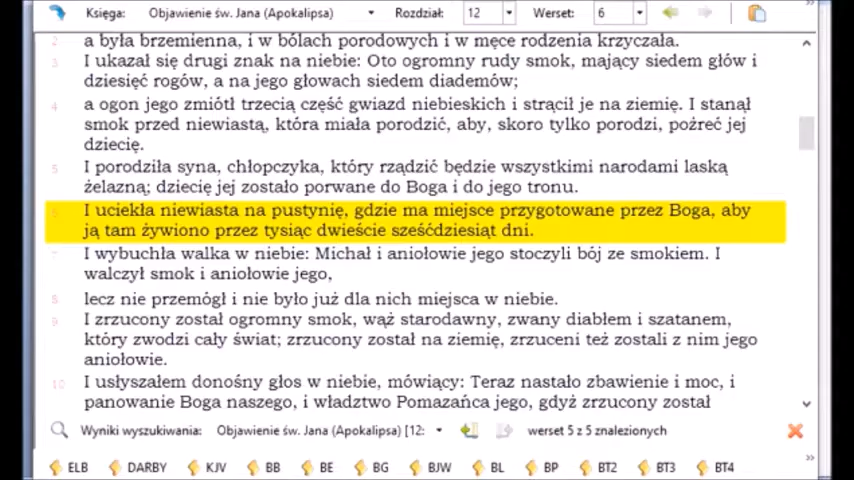 Księga: Objawienie św. Jana (Apokalipsa) Rozdział: 12 Werset: 6
2 a była brzemienna, i w bólach porodowych i w męce rodzenia krzyczała.
3 I ukazał się drugi znak na niebie: Oto ogromny rudy smok, mający siedem głów i
dziesięć rogów, a na jego głowach siedem diademów;
4 a ogon jego zmiótł trzecią część gwiazd niebieskich i strącił je na ziemię. I stanął
smok przed niewiastą, która miała porodzić, aby, skoro tylko porodzi, pożreć jej
dziecię.
5 I porodziła syna, chłopczyka, który rządzić będzie wszystkimi narodami laską
żelazną; dziecię jej zostało porwane do Boga i do jego tronu.
6 I uciekła niewiasta na pustynię, gdzie ma miejsce przygotowane przez Boga, aby
ją tam żywiono przez tysiąc dwieście sześćdziesiąt dni.
7 I wybuchła walka w niebie: Michał i aniołowie jego stoczyli bój ze smokiem. I
walczył smok i aniołowie jego,
8 lecz nie przemógł i nie było już dla nich miejsca w niebie.
9 I zrzucony został ogromny smok, wąż starodawny, zwany diabłem i szatanem,
który zwodzi cały świat; zrzucony został na ziemię, zrzuceni też zostali z nim jego
aniołowie.
10 I usłyszałem donośny głos w niebie, mówiący: Teraz nastało zbawienie i moc, i
panowanie Boga naszego, i władztwo Pomazańca jego, gdyż zrzucony został
Wyniki wyszukiwania: Objawienie św. Jana (Apokalipsa) [12: werset 5 z 5 znalezionych
ELB DARBY KJV BB BE BG BJW BL BP BT2 BT3 BT4